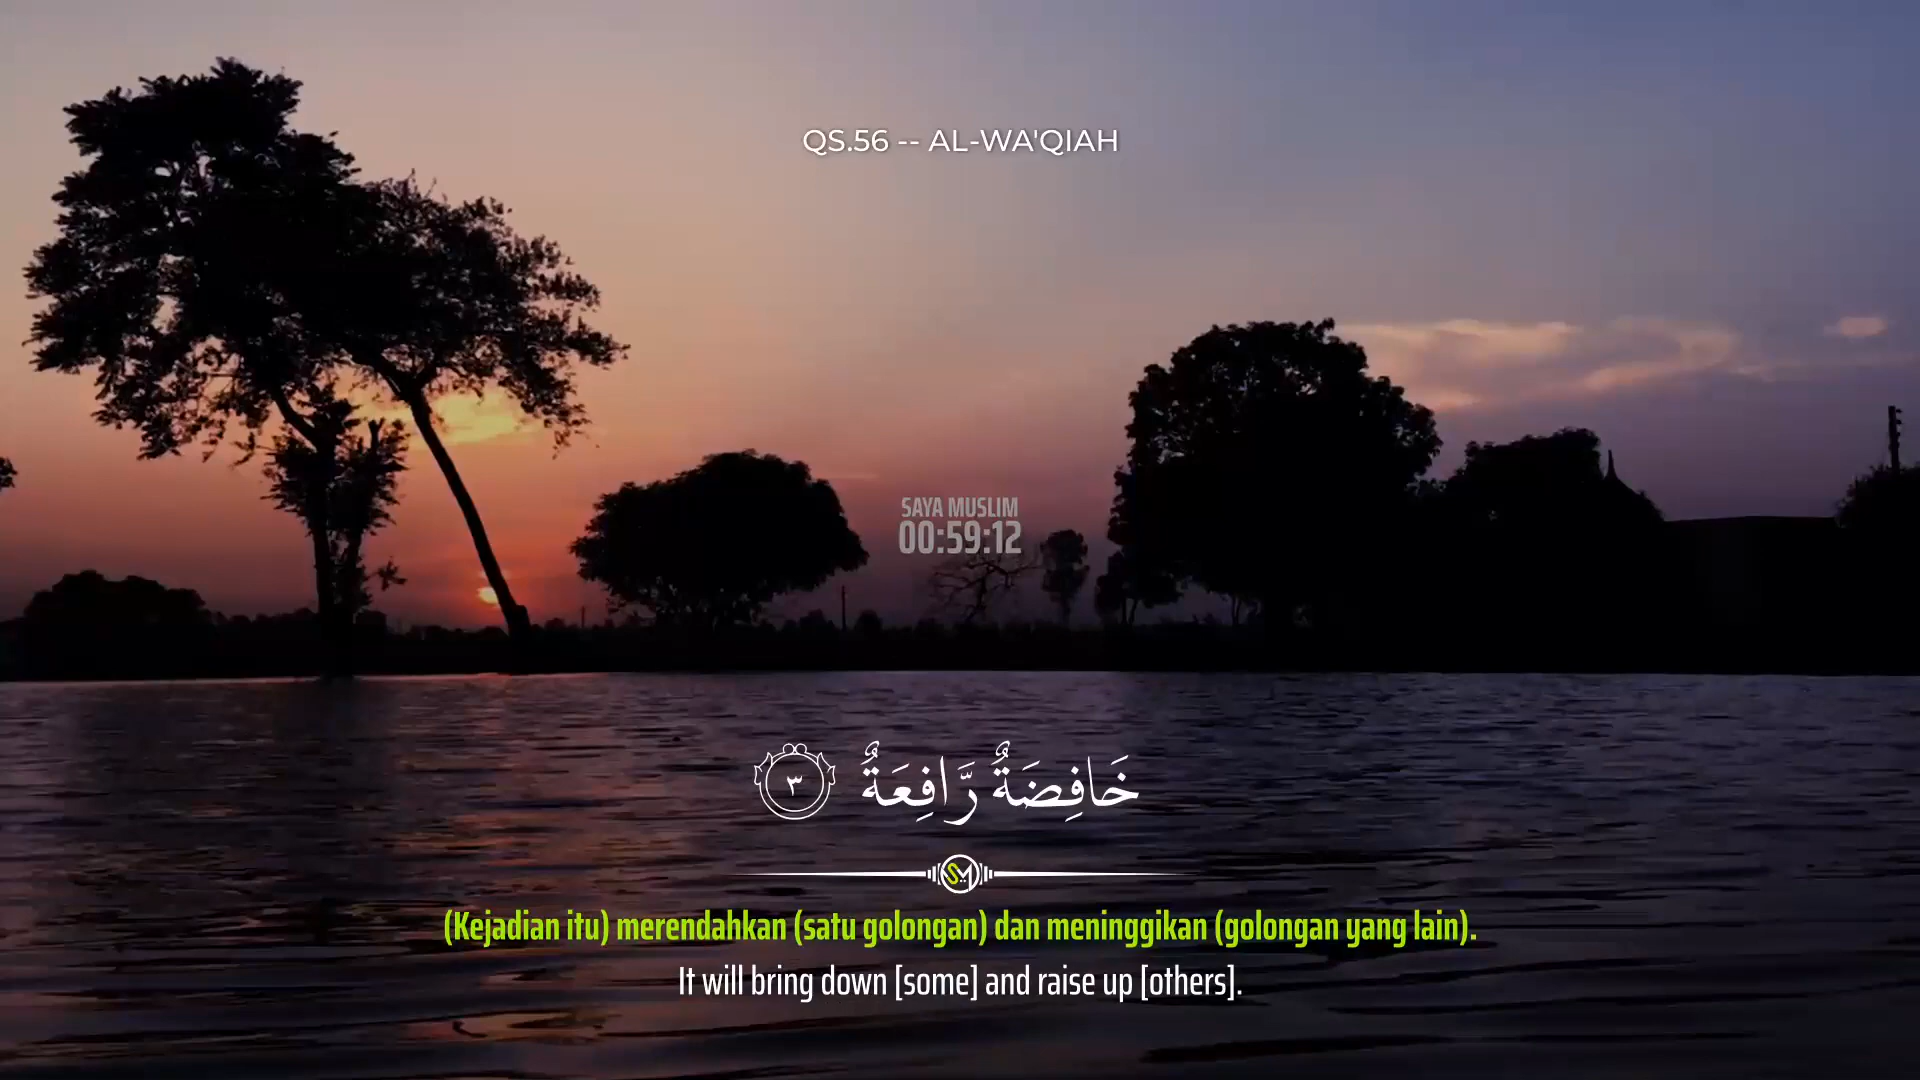 QS.56 -- AL-WA'QIAH
SAYA MUSLIM
00:59:12
خَافِضَةٌ رَّافِعَةٌ ٣
SM
(Kejadian itu) merendahkan (satu golongan) dan meninggikan (golongan yang lain).
It will bring down [some] and raise up [others].